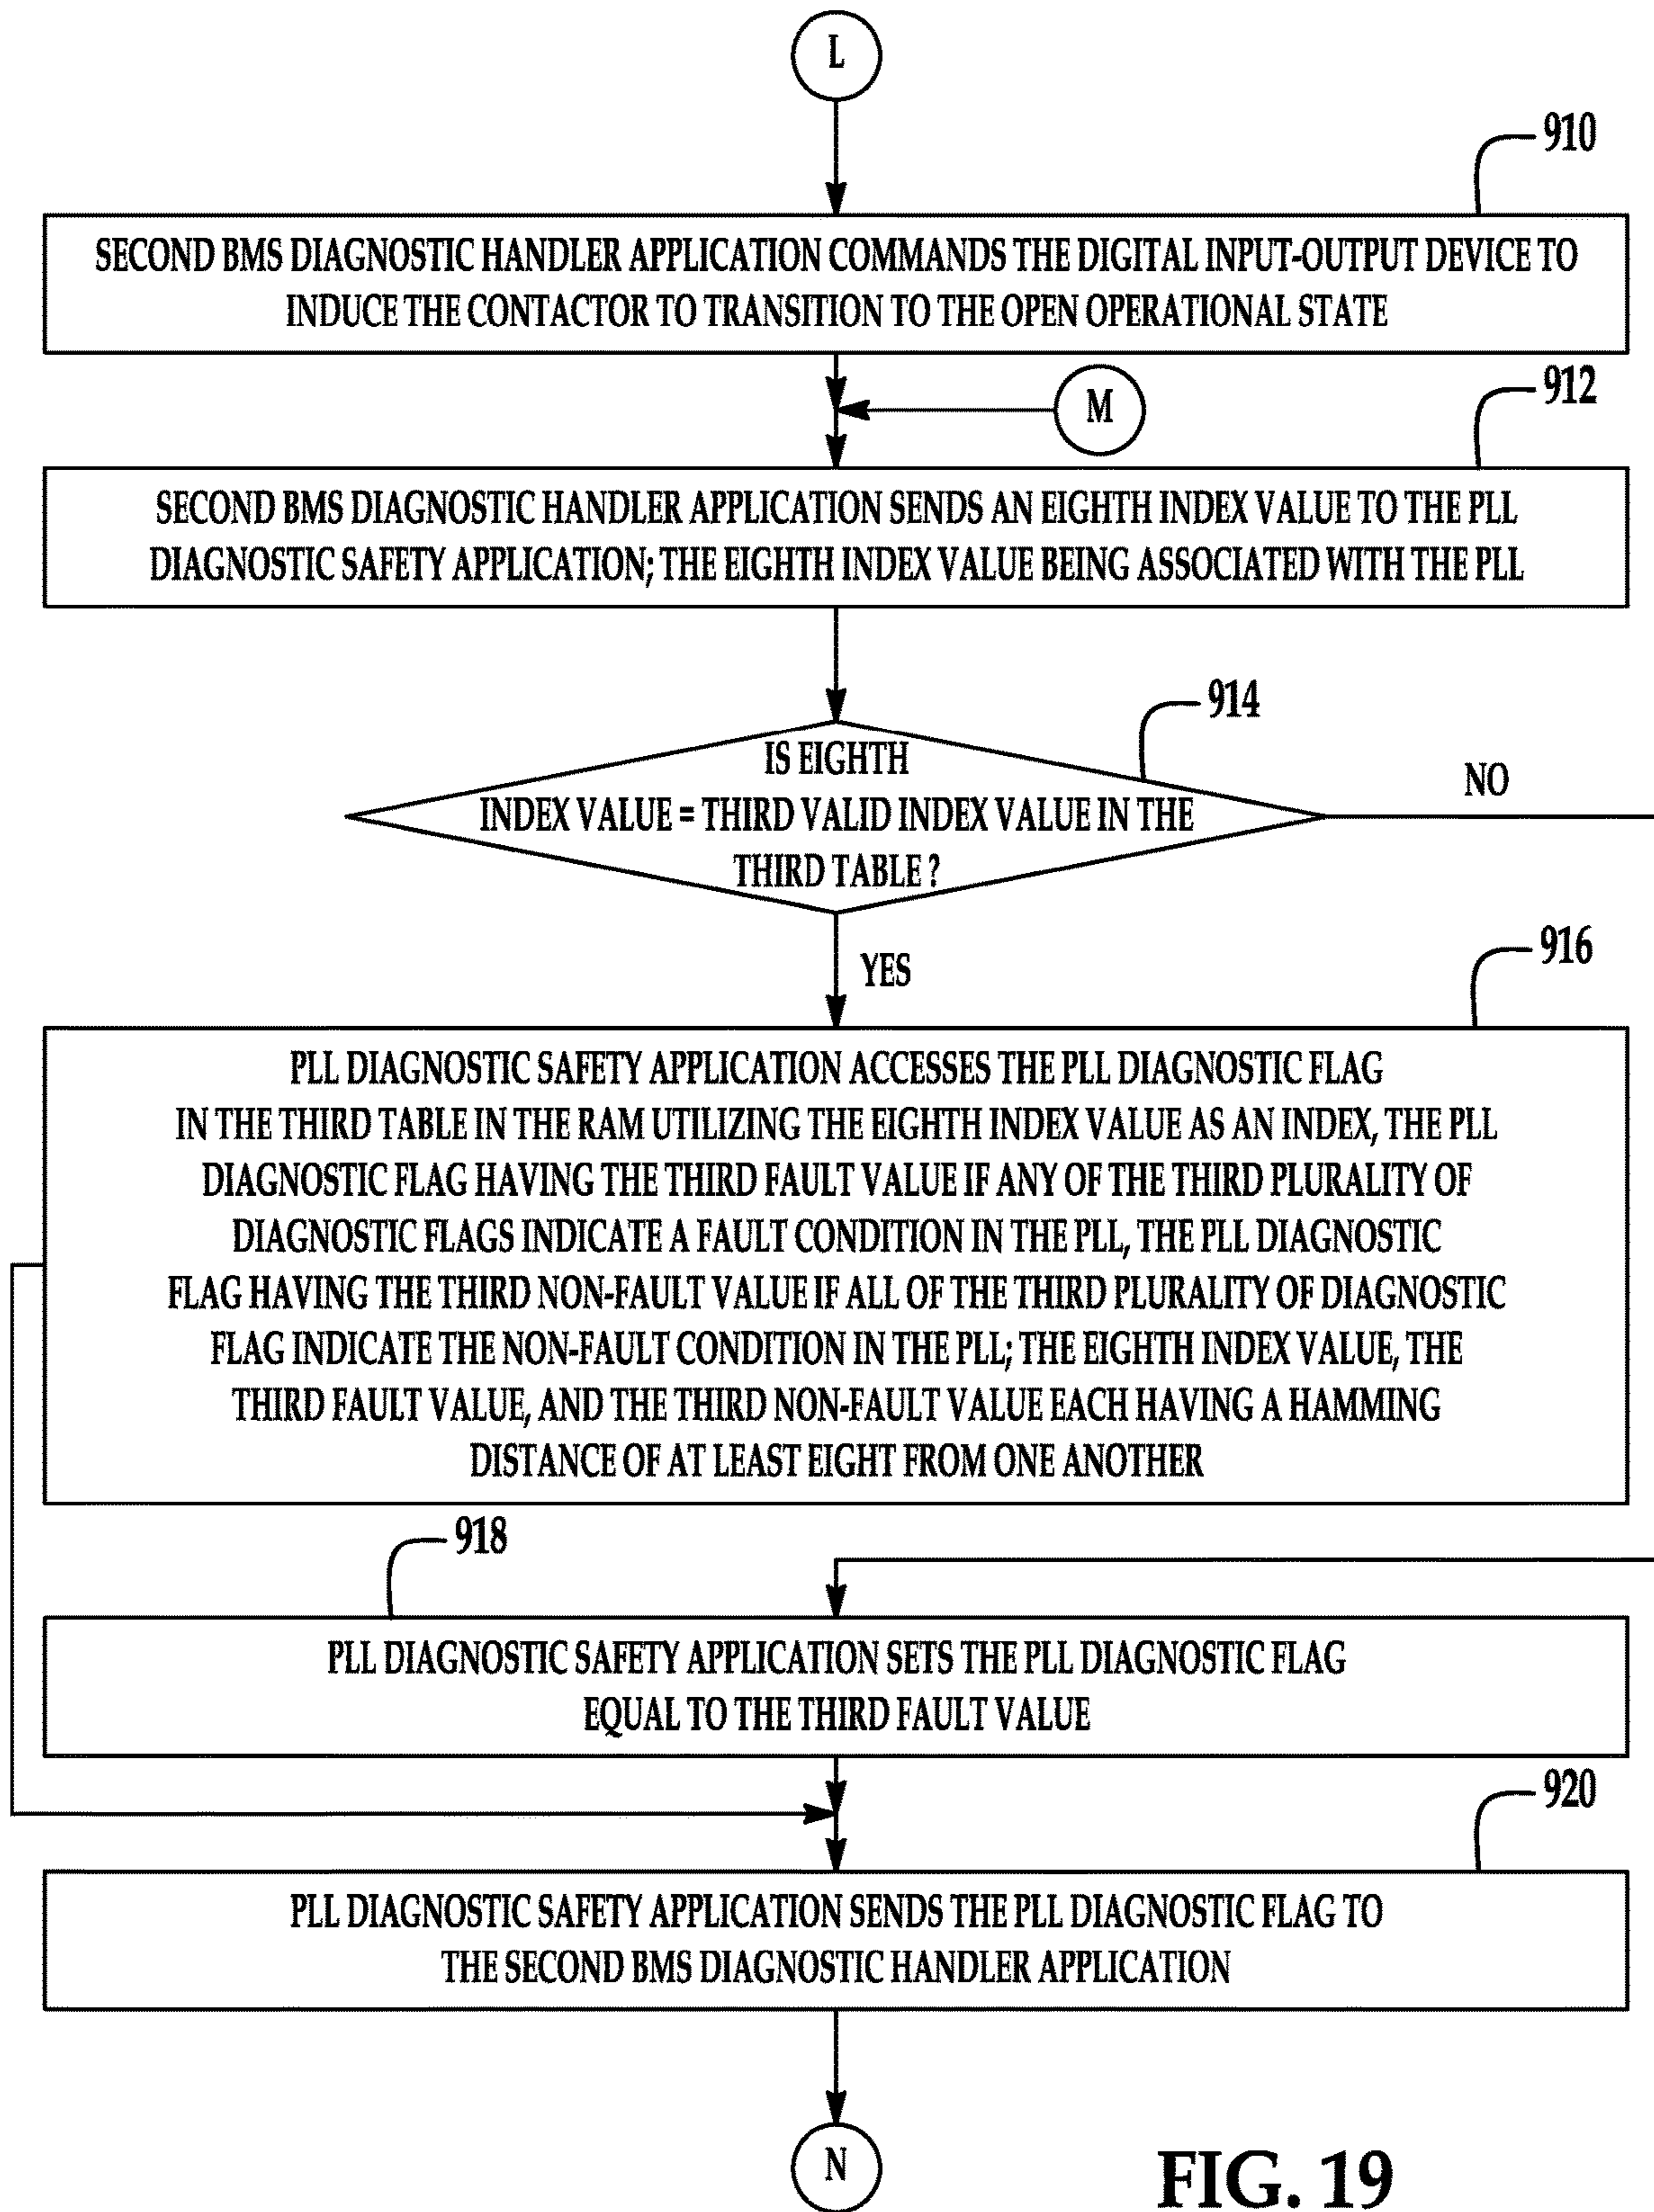 L
910
SECOND BMS DIAGNOSTIC HANDLER APPLICATION COMMANDS THE DIGITAL INPUT-OUTPUT DEVICE TO
INDUCE THE CONTACTOR TO TRANSITION TO THE OPEN OPERATIONAL STATE
M
912
SECOND BMS DIAGNOSTIC HANDLER APPLICATION SENDS AN EIGHTH INDEX VALUE TO THE PLL
DIAGNOSTIC SAFETY APPLICATION; THE EIGHTH INDEX VALUE BEING ASSOCIATED WITH THE PLL
914
IS EIGHTH
INDEX VALUE = THIRD VALID INDEX VALUE IN THE
THIRD TABLE ?
NO
YES
916
PLL DIAGNOSTIC SAFETY APPLICATION ACCESSES THE PLL DIAGNOSTIC FLAG
IN THE THIRD TABLE IN THE RAM UTILIZING THE EIGHTH INDEX VALUE AS AN INDEX, THE PLL
DIAGNOSTIC FLAG HAVING THE THIRD FAULT VALUE IF ANY OF THE THIRD PLURALITY OF
DIAGNOSTIC FLAGS INDICATE A FAULT CONDITION IN THE PLL, THE PLL DIAGNOSTIC
FLAG HAVING THE THIRD NON-FAULT VALUE IF ALL OF THE THIRD PLURALITY OF DIAGNOSTIC
FLAG INDICATE THE NON-FAULT CONDITION IN THE PLL; THE EIGHTH INDEX VALUE, THE
THIRD FAULT VALUE, AND THE THIRD NON-FAULT VALUE EACH HAVING A HAMMING
DISTANCE OF AT LEAST EIGHT FROM ONE ANOTHER
918
PLL DIAGNOSTIC SAFETY APPLICATION SETS THE PLL DIAGNOSTIC FLAG
EQUAL TO THE THIRD FAULT VALUE
920
PLL DIAGNOSTIC SAFETY APPLICATION SENDS THE PLL DIAGNOSTIC FLAG TO
THE SECOND BMS DIAGNOSTIC HANDLER APPLICATION
N
FIG. 19